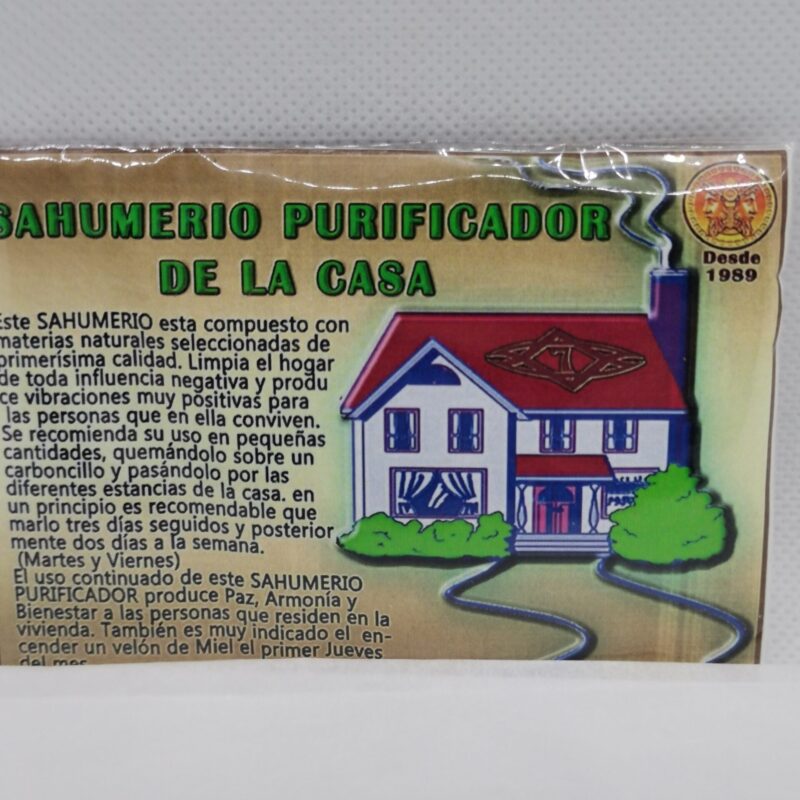 SAHUMERIO PURIFICADOR
DE LA CASA
Desde
1989
Este SAHUMERIO esta compuesto con
materias naturales seleccionadas de
primerísima calidad. Limpia el hogar
de toda influencia negativa y produ
ce vibraciones muy positivas para
las personas que en ella conviven.
Se recomienda su uso en pequeñas
cantidades, quemándolo sobre un
carboncillo y pasándolo por las
diferentes estancias de la casa. en
un principio es recomendable que
marlo tres días seguidos y posterior
mente dos días a la semana.
(Martes y Viernes)
El uso continuado de este SAHUMERIO
PURIFICADOR produce Paz, Armonía y
Bienestar a las personas que residen en la
vivienda. También es muy indicado el en-
cender un velón de Miel el primer Jueves
del mes
7